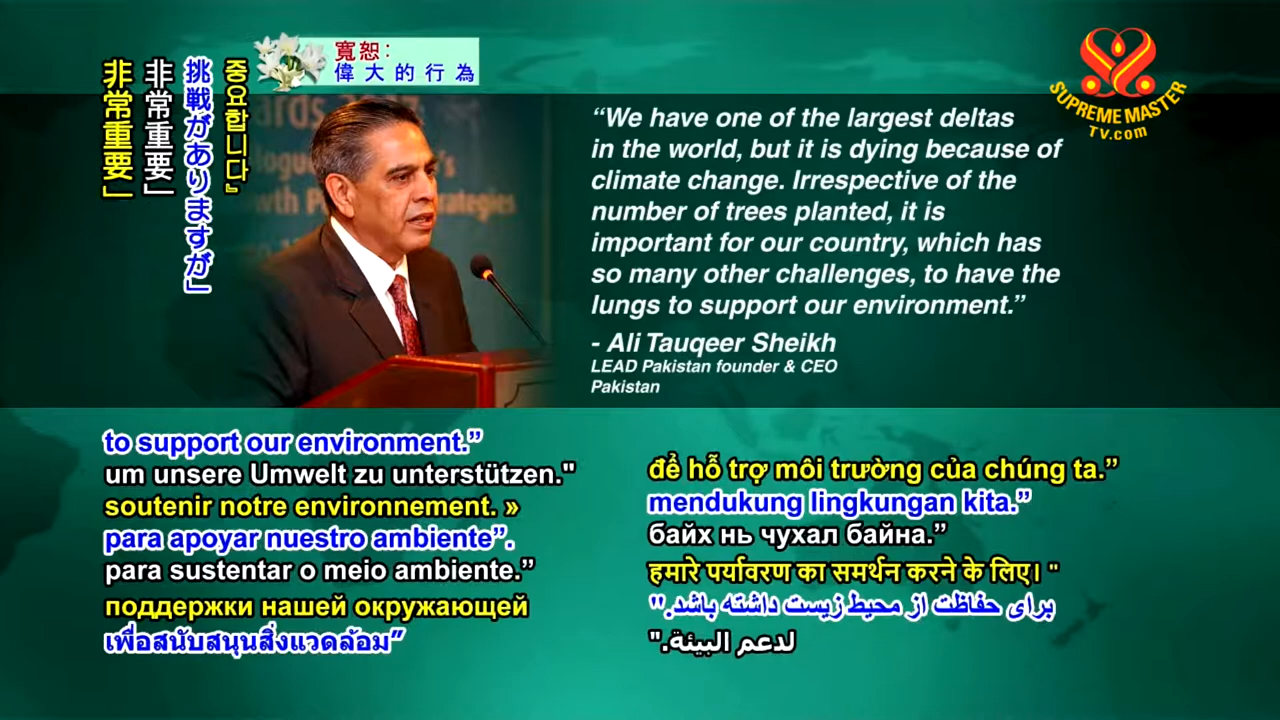 寬恕:
偉大的行為
非常重要」
非常重要」
挑戦がありますが」
중요합니다』
SUPREME MASTER
TV.com
“We have one of the largest deltas
in the world, but it is dying because of
climate change. Irrespective of the
number of trees planted, it is
important for our country, which has
so many other challenges, to have the
lungs to support our environment.”
- Ali Tauqeer Sheikh
LEAD Pakistan founder & CEO
Pakistan
to support our environment.”
um unsere Umwelt zu unterstützen."
soutenir notre environnement. »
para apoyar nuestro ambiente”.
para sustentar o meio ambiente.”
поддержки нашей окружающей
เพื่อสนับสนุนสิ่งแวดล้อม”
để hỗ trợ môi trường của chúng ta.”
mendukung lingkungan kita.”
байх нь чухал байна.”
हमारे पर्यावरण का समर्थन करने के लिए। "
برای حفاظت از محیط زیست داشته باشد."
لدعم البيئة."